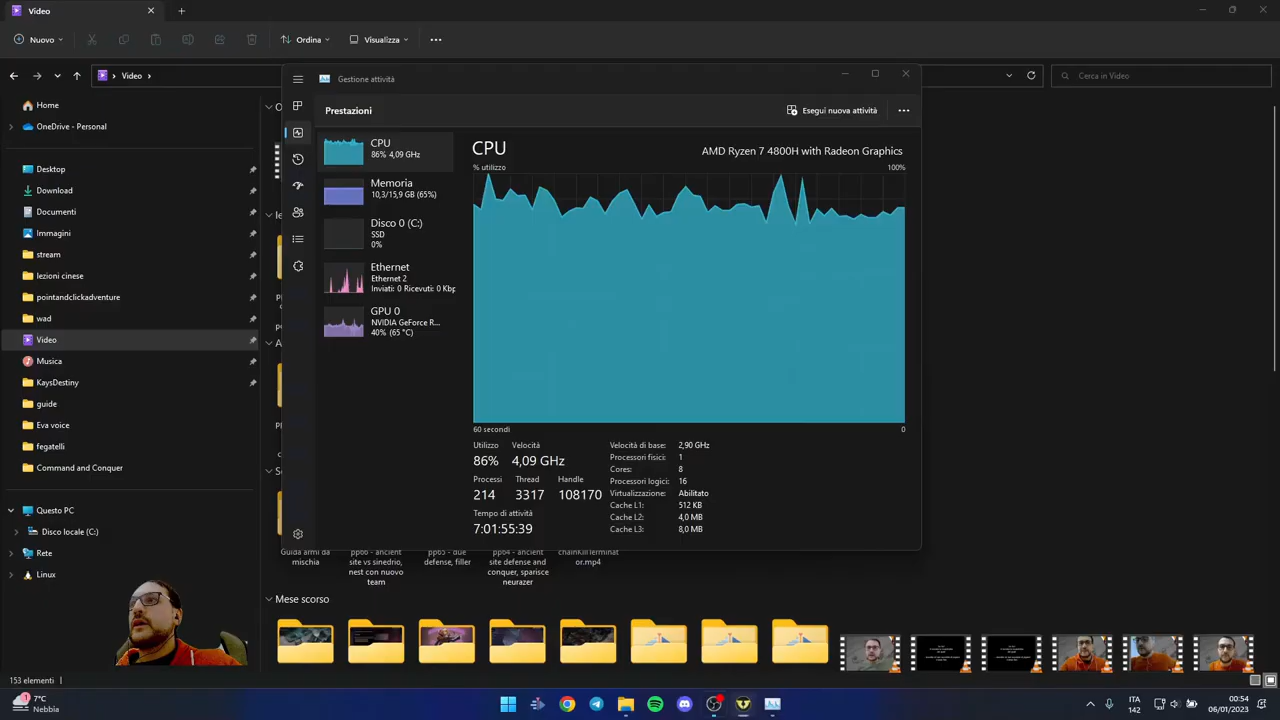 Video
Nuovo
Ordina
Visualizza
Video
Cerca in Video
Home
OneDrive - Personal
Desktop
Download
Documenti
Immagini
stream
lezioni cinese
pointandclickadventure
wad
Video
Musica
KaysDestiny
guide
Eva voice
fegatelli
Command and Conquer
Questo PC
Disco locale (C:)
Rete
Linux
Gestione attività
Prestazioni
Esegui nuova attività
CPU
86% 4,09 GHz
Memoria
10,3/15,9 GB (65%)
Disco 0 (C:)
SSD
0%
Ethernet
Ethernet 2
Inviati: 0 Ricevuti: 0 Kbp
GPU 0
NVIDIA GeForce R...
40% (65 °C)
CPU
AMD Ryzen 7 4800H with Radeon Graphics
% utilizzo
100%
60 secondi
0
Utilizzo
86%
Velocità
4,09 GHz
Processi
214
Thread
3317
Handle
108170
Tempo di attività
7:01:55:39
Velocità di base: 2,90 GHz
Processori fisici: 1
Cores: 8
Processori logici: 16
Virtualizzazione: Abilitato
Cache L1: 512 KB
Cache L2: 4,0 MB
Cache L3: 8,0 MB
Guida armi da
mischia
pp66 - ancient
site vs sinedrio,
nest con nuovo
team
pp65 - due
defense, filler
pp64 - ancient
site defense and
conquer, sparisce
neurazer
chainKillTerminat
or.mp4
Mese scorso
153 elementi
7°C
Nebbia
ITA
142
00:54
06/01/2023